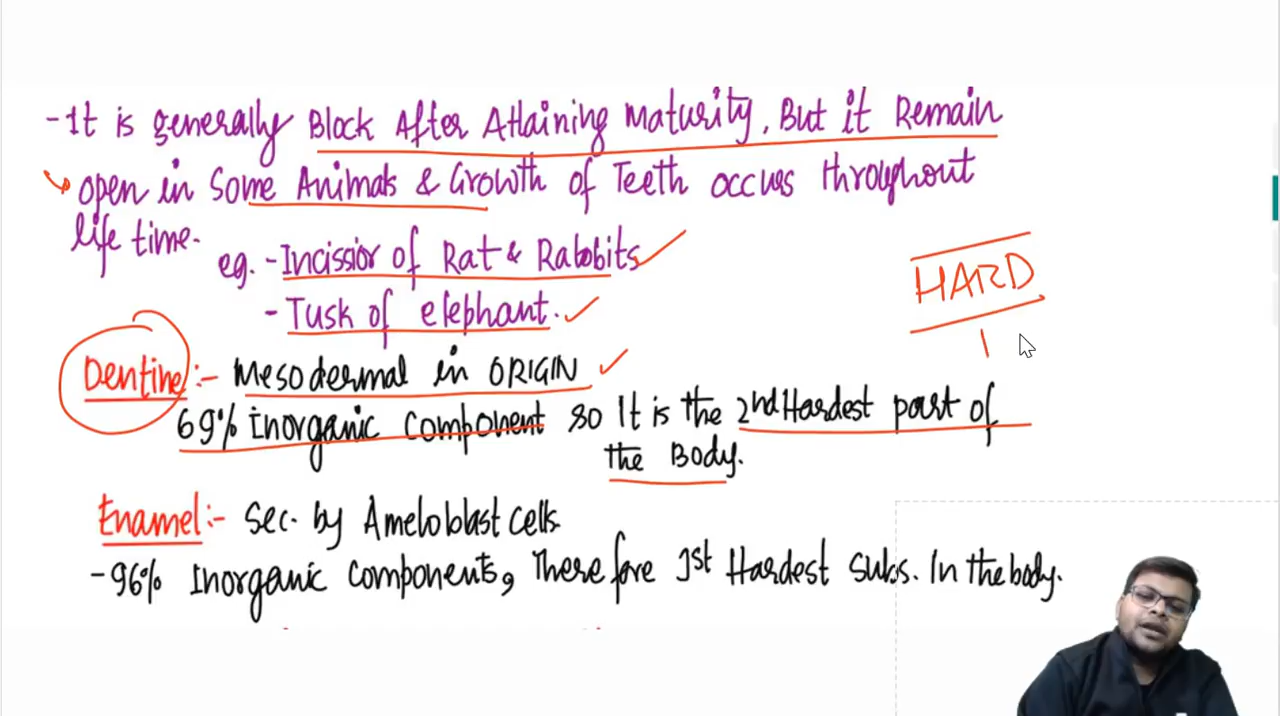 - It is generally Block After Attaining Maturity, But it Remain
open in Some Animals & Growth of Teeth occurs throughout
life time.
eg. - Incissior of Rat & Rabbits
- Tusk of elephant.
HARD
Dentine :- Mesodermal in ORIGIN
69% Inorganic component so It is the 2nd Hardest part of
the Body.
Enamel :- Sec. by Ameloblast cells
- 96% Inorganic components, Therefore 1st Hardest Subs. In the body.